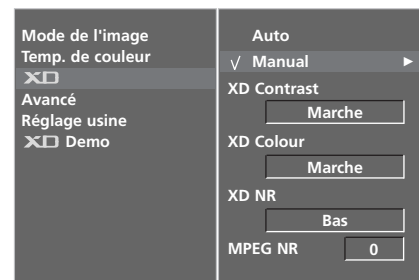 Mode de l'image
Temp. de couleur
XD
Avancé
Réglage usine
XD Demo
Auto
√ Manual ►
XD Contrast
Marche
XD Colour
Marche
XD NR
Bas
MPEG NR 0